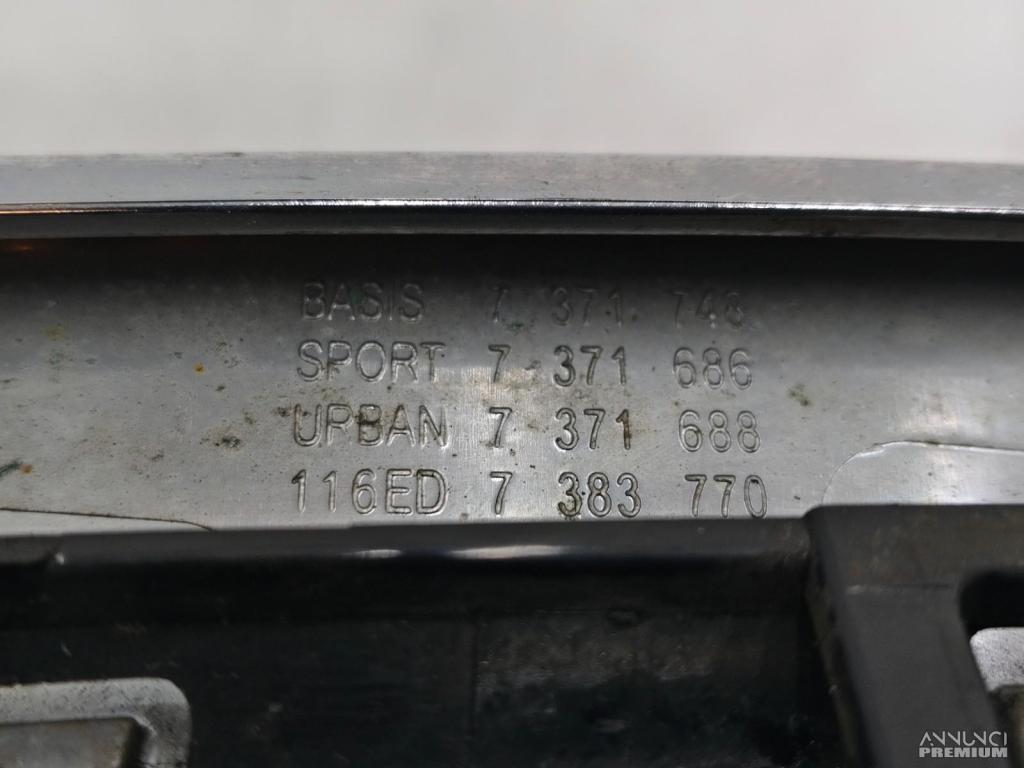 BASIS 7 371 748
SPORT 7 371 686
URBAN 7 371 688
116ED 7 383 770
ANNUNCI
PREMIUM